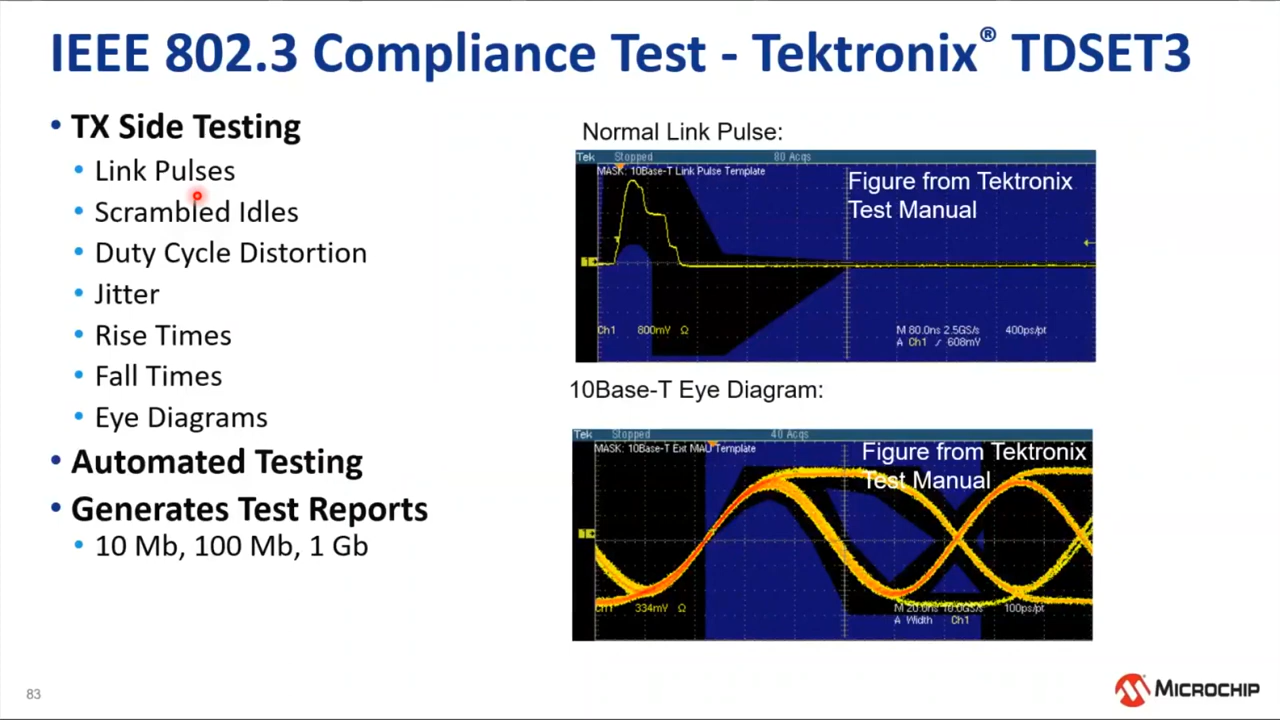 IEEE 802.3 Compliance Test - Tektronix® TDSET3
• TX Side Testing
• Link Pulses
• Scrambled Idles
• Duty Cycle Distortion
• Jitter
• Rise Times
• Fall Times
• Eye Diagrams
• Automated Testing
• Generates Test Reports
• 10 Mb, 100 Mb, 1 Gb
Normal Link Pulse:
Tek Stopped 80 Acqs
MASK: 10Base-T Link Pulse Template
Figure from Tektronix
Test Manual
1
Ch1 800mV Ω
M 80.0ns 2.5GS/s 400ps/pt
A Ch1 / 608mV
10Base-T Eye Diagram:
Tek Stopped 40 Acqs
MASK: 10Base-T Ext MAU Template
Figure from Tektronix
Test Manual
1
Ch1 334mV Ω
M 20.0ns 10.0GS/s 100ps/pt
A Width Ch1
83
MICROCHIP